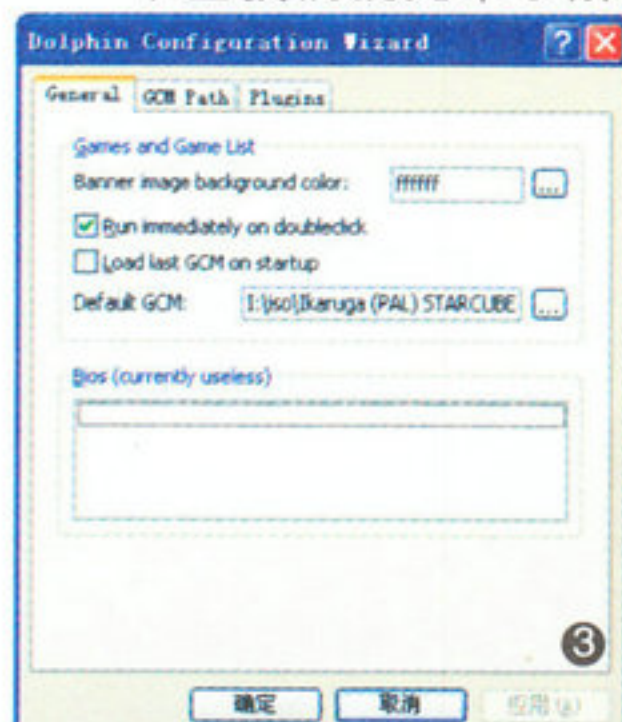 Dolphin Configuration Wizard
General GCM Path Plugins
Games and Game List
Banner image background color: ffffff ...
Run immediately on doubleclick
Load last GCM on startup
Default GCM: I:\iso\Ikaruga (PAL) STARCUBE ...
Bios (currently useless)
3
确定 取消 应用(A)